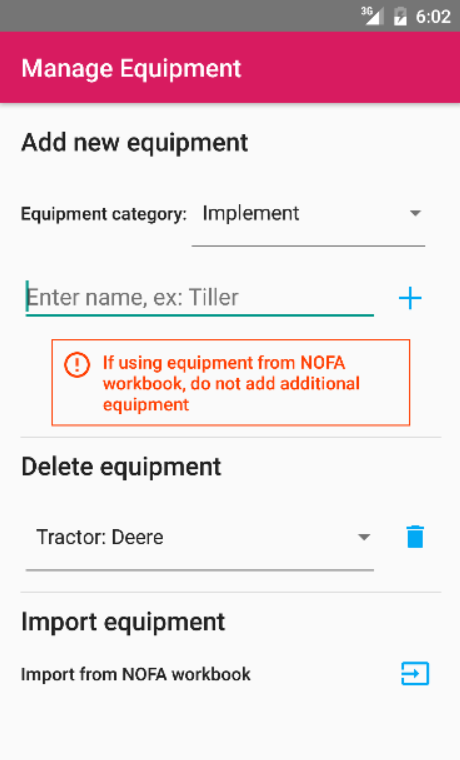 3G 6:02
Manage Equipment
Add new equipment
Equipment category: Implement
Enter name, ex: Tiller
If using equipment from NOFA
workbook, do not add additional
equipment
Delete equipment
Tractor: Deere
Import equipment
Import from NOFA workbook